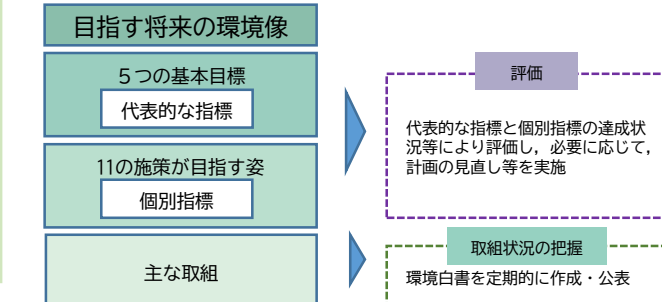 目指す将来の環境像
５つの基本目標
代表的な指標
11の施策が目指す姿
個別指標
主な取組
評価
代表的な指標と個別指標の達成状
況等により評価し，必要に応じて，
計画の見直し等を実施
取組状況の把握
環境白書を定期的に作成・公表